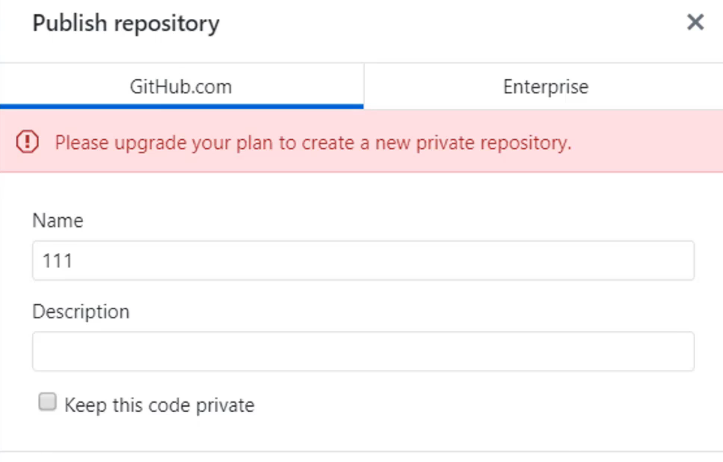 Publish repository
GitHub.com
Enterprise
Please upgrade your plan to create a new private repository.
Name
111
Description
Keep this code private